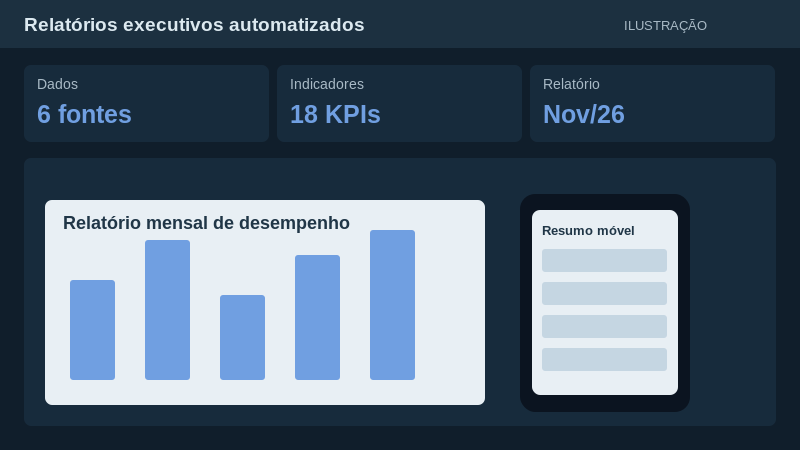 Relatórios executivos automatizados
ILUSTRAÇÃO
Dados
6 fontes
Indicadores
18 KPIs
Relatório
Nov/26
Relatório mensal de desempenho
Resumo móvel